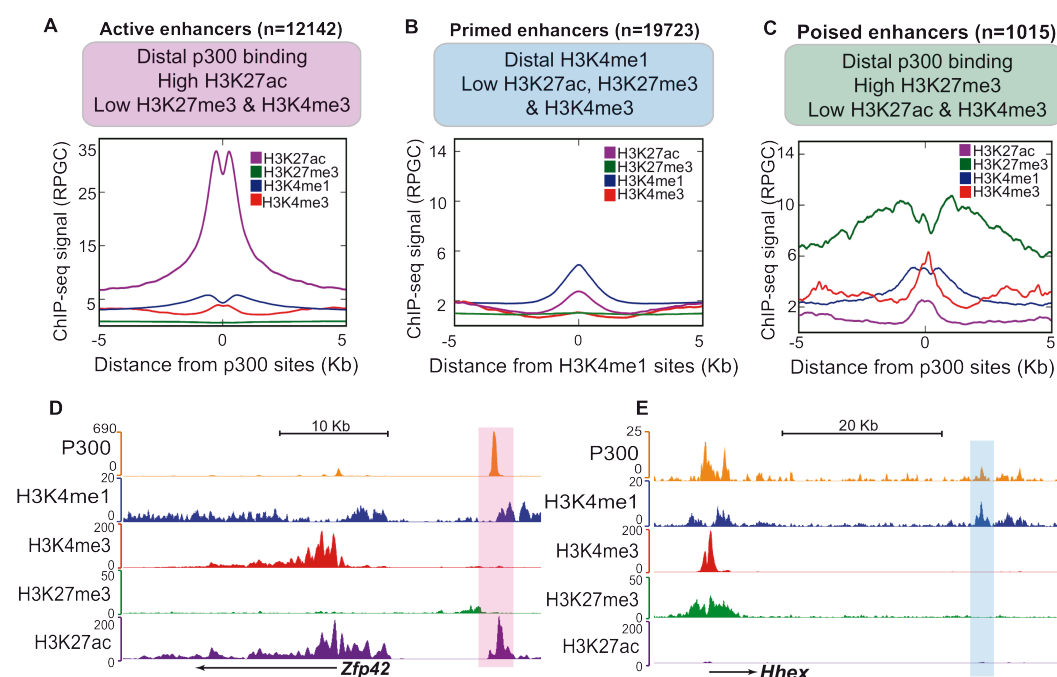 A
Active enhancers (n=12142)
Distal p300 binding
High H3K27ac
Low H3K27me3 & H3K4me3
ChIP-seq signal (RPGC)
35
25
15
5
H3K27ac
H3K27me3
H3K4me1
H3K4me3
-5
0
5
Distance from p300 sites (Kb)
B
Primed enhancers (n=19723)
Distal H3K4me1
Low H3K27ac, H3K27me3
& H3K4me3
ChIP-seq signal (RPGC)
14
6
2
H3K27ac
H3K27me3
H3K4me1
H3K4me3
-5
0
5
Distance from H3K4me1 sites (Kb)
C
Poised enhancers (n=1015)
Distal p300 binding
High H3K27me3
Low H3K27ac & H3K4me3
ChIP-seq signal (RPGC)
14
6
2
H3K27ac
H3K27me3
H3K4me1
H3K4me3
-5
0
5
Distance from p300 sites (Kb)
D
10 Kb
690
P300
0
20
H3K4me1
0
200
H3K4me3
0
50
H3K27me3
0
200
H3K27ac
0
Zfp42
E
20 Kb
25
P300
0
20
H3K4me1
0
200
H3K4me3
0
50
H3K27me3
0
200
H3K27ac
0
Hhex